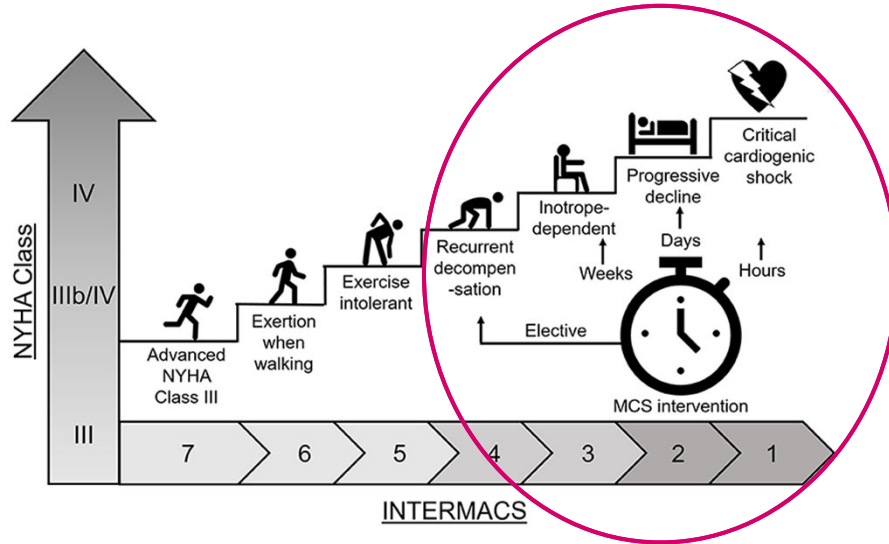 NYHA Class
IV
IIIb/IV
III
Advanced
NYHA
Class III
Exertion
when
walking
Exercise
intolerant
Recurrent
decompen
-sation
Inotrope-
dependent
Progressive
decline
Critical
cardiogenic
shock
Elective
Weeks
Days
Hours
MCS intervention
7 6 5 4 3 2 1
INTERMACS